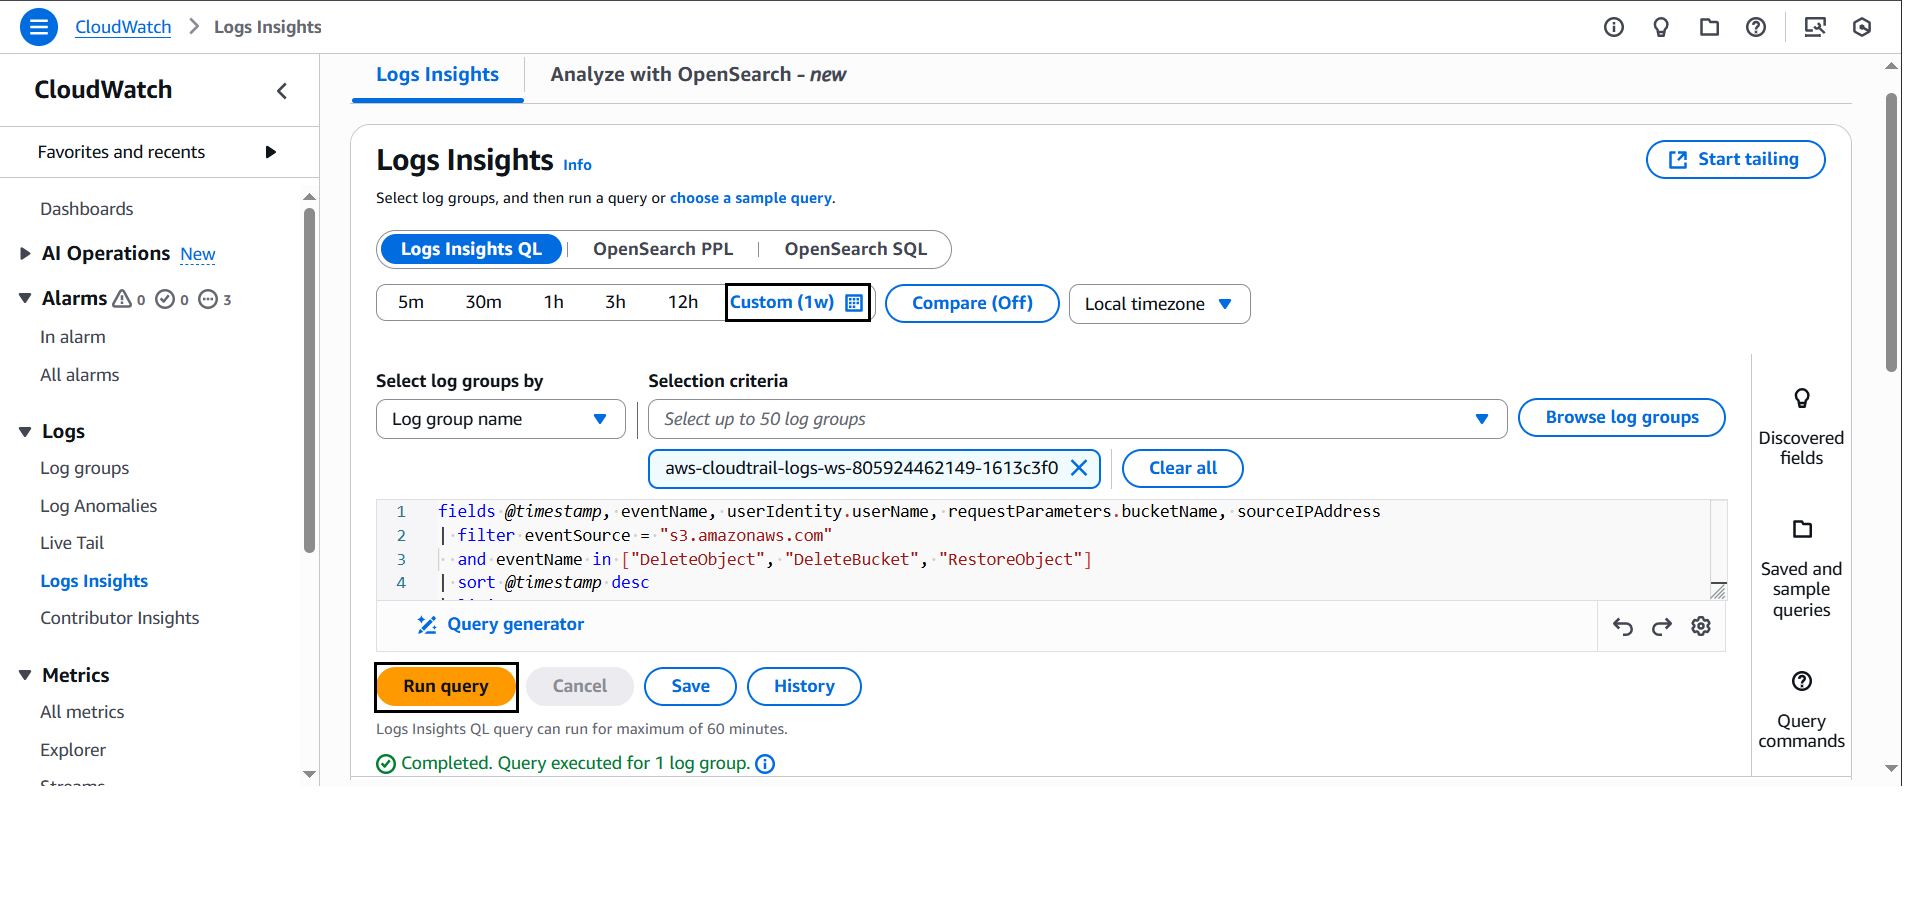 CloudWatch > Logs Insights
CloudWatch
Favorites and recents
Dashboards
AI Operations New
Alarms 0 0 3
In alarm
All alarms
Logs
Log groups
Log Anomalies
Live Tail
Logs Insights
Contributor Insights
Metrics
All metrics
Explorer
Streams
Logs Insights
Analyze with OpenSearch - new
Logs Insights Info
Start tailing
Select log groups, and then run a query or choose a sample query.
Logs Insights QL | OpenSearch PPL | OpenSearch SQL
5m 30m 1h 3h 12h Custom (1w) Compare (Off) Local timezone
Select log groups by
Selection criteria
Log group name
Select up to 50 log groups
Browse log groups
aws-cloudtrail-logs-ws-805924462149-1613c3f0
Clear all
1 fields @timestamp, eventName, userIdentity.userName, requestParameters.bucketName, sourceIPAddress
2 | filter eventSource = "s3.amazonaws.com"
3 and eventName in ["DeleteObject", "DeleteBucket", "RestoreObject"]
4 | sort @timestamp desc
Query generator
Run query Cancel Save History
Logs Insights QL query can run for maximum of 60 minutes.
Completed. Query executed for 1 log group.
Discovered
fields
Saved and
sample
queries
Query
commands